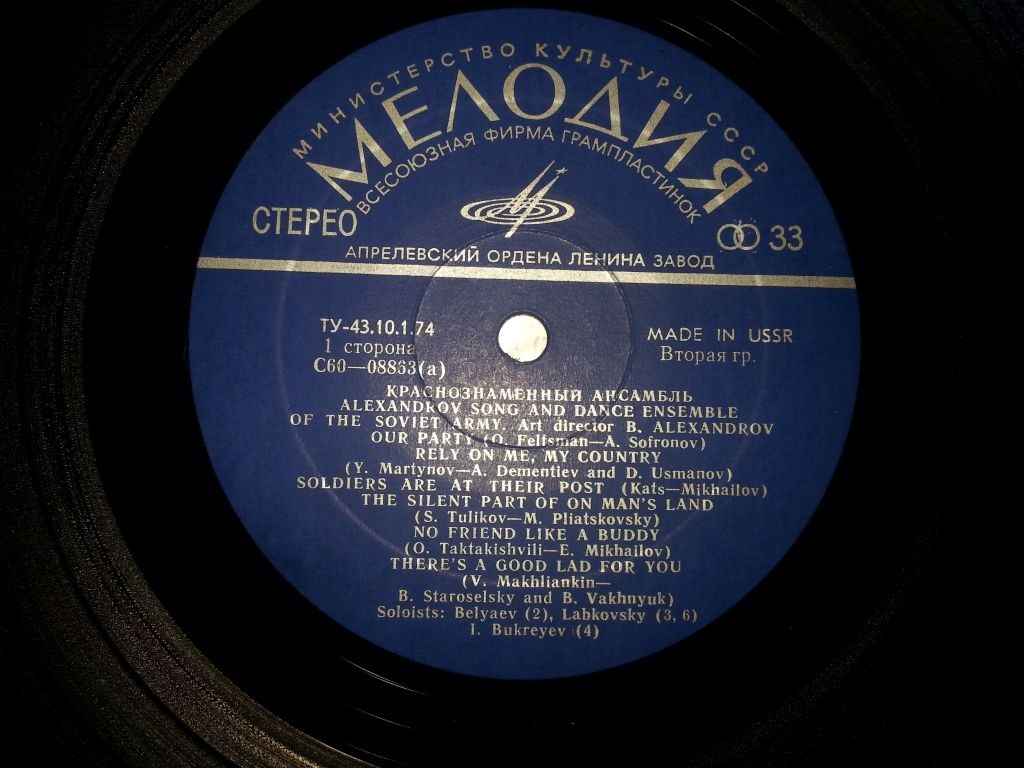 МИНИСТЕРСТВО КУЛЬТУРЫ СССР
МЕЛОДИЯ
ВСЕСОЮЗНАЯ ФИРМА ГРАМПЛАСТИНОК
СТЕРЕО
33
АПРЕЛЕВСКИЙ ОРДЕНА ЛЕНИНА ЗАВОД
ТУ-43.10.1.74
MADE IN USSR
1 сторона
Вторая гр.
С60—08863(а)
КРАСНОЗНАМЕННЫЙ АНСАМБЛЬ
ALEXANDROV SONG AND DANCE ENSEMBLE
OF THE SOVIET ARMY. Art director B. ALEXANDROV
OUR PARTY (O. Feltsman—A. Sofronov)
RELY ON ME, MY COUNTRY
(Y. Martynov—A. Dementiev and D. Usmanov)
SOLDIERS ARE AT THEIR POST (Kats—Mikhailov)
THE SILENT PART OF ON MAN'S LAND
(S. Tulikov—M. Pliatskovsky)
NO FRIEND LIKE A BUDDY
(O. Taktakishvili—E. Mikhailov)
THERE'S A GOOD LAD FOR YOU
(V. Makhliankin—
B. Staroselsky and B. Vakhnyuk)
Soloists: Belyaev (2), Labkovsky (3, 6)
I. Bukreyev (4)